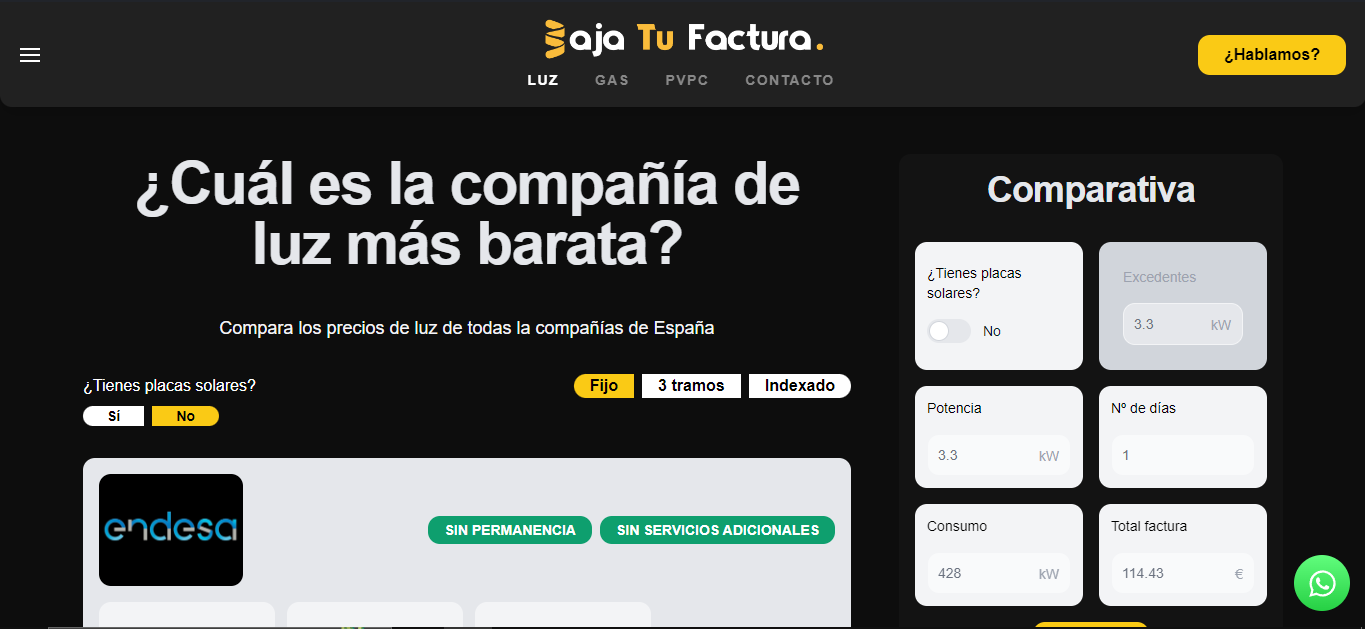 Baja Tu Factura.
LUZ GAS PVPC CONTACTO
¿Hablamos?
¿Cuál es la compañía de
luz más barata?
Compara los precios de luz de todas la compañías de España
¿Tienes placas solares?
Sí No
Fijo 3 tramos Indexado
endesa
SIN PERMANENCIA SIN SERVICIOS ADICIONALES
Comparativa
¿Tienes placas
solares?
No
Excedentes
3.3 kW
Potencia
3.3 kW
Nº de días
1
Consumo
428 kW
Total factura
114.43 €